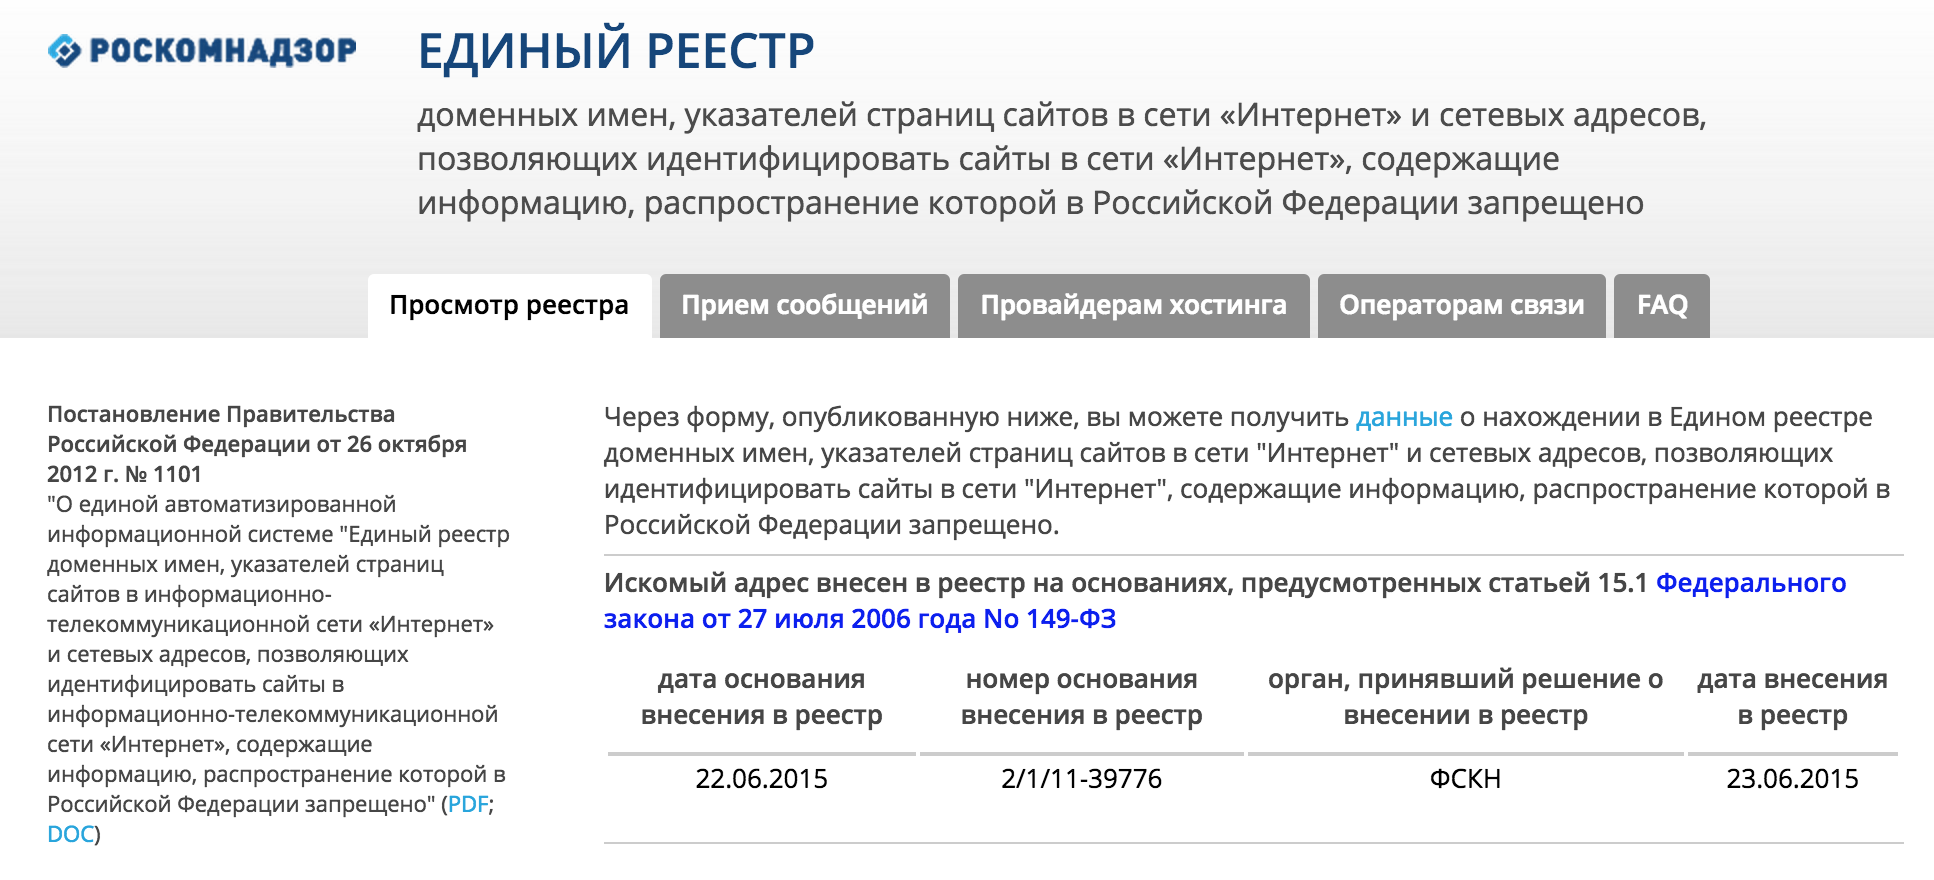 РОСКОМНАДЗОР
ЕДИНЫЙ РЕЕСТР
доменных имен, указателей страниц сайтов в сети «Интернет» и сетевых адресов,
позволяющих идентифицировать сайты в сети «Интернет», содержащие
информацию, распространение которой в Российской Федерации запрещено
Просмотр реестра
Прием сообщений
Провайдерам хостинга
Операторам связи
FAQ
Постановление Правительства
Российской Федерации от 26 октября
2012 г. № 1101
"О единой автоматизированной
информационной системе "Единый реестр
доменных имен, указателей страниц
сайтов в информационно-
телекоммуникационной сети «Интернет»
и сетевых адресов, позволяющих
идентифицировать сайты в
информационно-телекоммуникационной
сети «Интернет», содержащие
информацию, распространение которой в
Российской Федерации запрещено" (PDF;
DOC)
Через форму, опубликованную ниже, вы можете получить данные о нахождении в Едином реестре
доменных имен, указателей страниц сайтов в сети "Интернет" и сетевых адресов, позволяющих
идентифицировать сайты в сети "Интернет", содержащие информацию, распространение которой в
Российской Федерации запрещено.
Искомый адрес внесен в реестр на основаниях, предусмотренных статьей 15.1 Федерального
закона от 27 июля 2006 года No 149-ФЗ
дата основания
внесения в реестр
номер основания
внесения в реестр
орган, принявший решение о
внесении в реестр
дата внесения
в реестр
22.06.2015
2/1/11-39776
ФСКН
23.06.2015